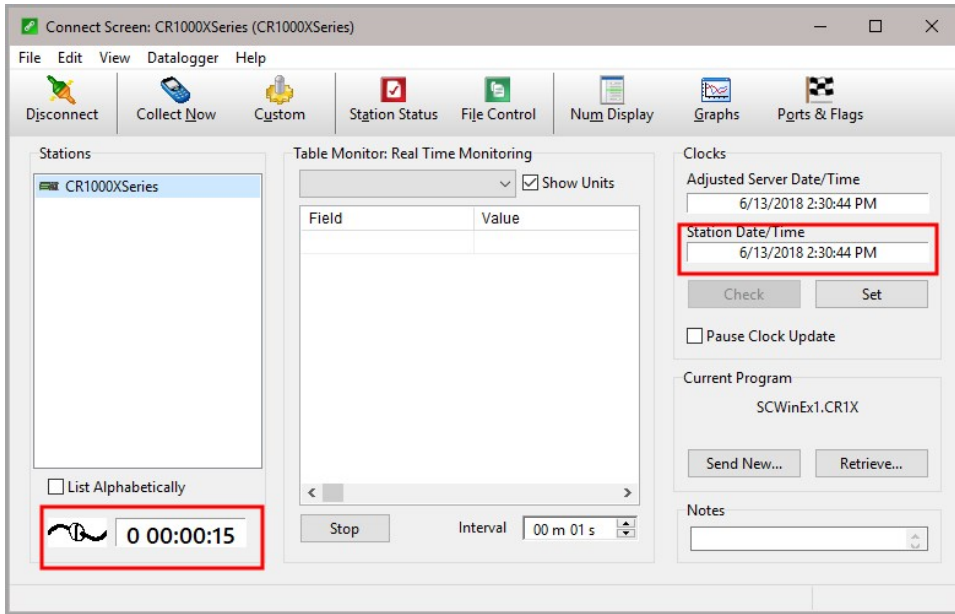 Connect Screen: CR1000XSeries (CR1000XSeries)
File Edit View Datalogger Help
Disconnect Collect Now Custom Station Status File Control Num Display Graphs Ports & Flags
Stations
CR1000XSeries
List Alphabetically
0 00:00:15
Table Monitor: Real Time Monitoring
Show Units
Field Value
Stop Interval 00 m 01 s
Clocks
Adjusted Server Date/Time
6/13/2018 2:30:44 PM
Station Date/Time
6/13/2018 2:30:44 PM
Check Set
Pause Clock Update
Current Program
SCWinEx1.CR1X
Send New... Retrieve...
Notes